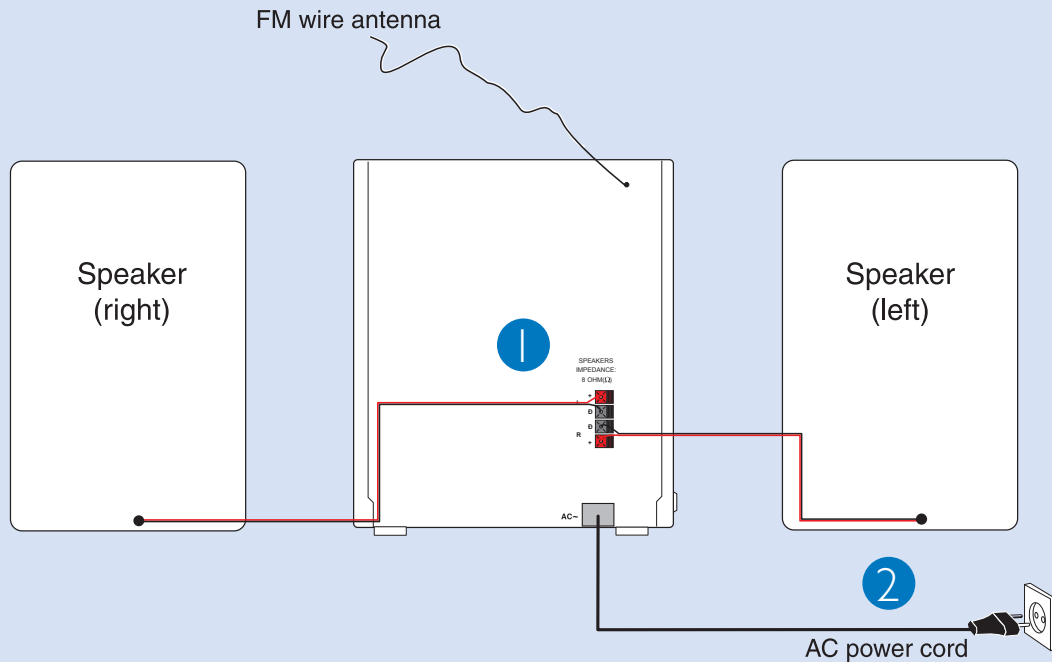 FM wire antenna
Speaker
(right)
Speaker
(left)
1
SPEAKERS
IMPEDANCE:
8 OHM(Ω)
+
Ð
Ð
R
+
AC~
2
AC power cord